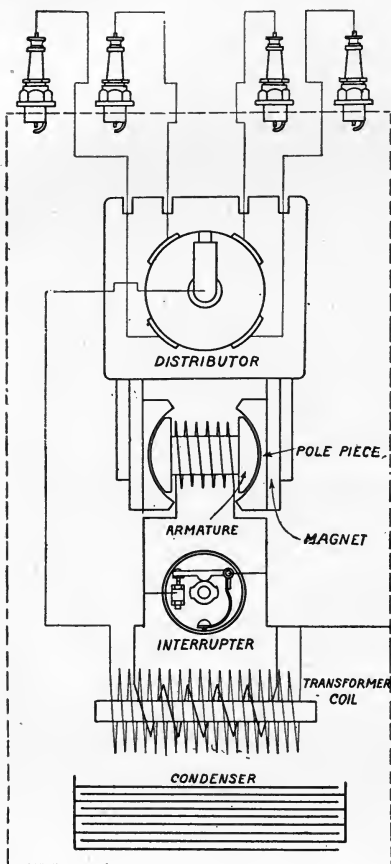 DISTRIBUTOR
POLE PIECE
ARMATURE
MAGNET
INTERRUPTER
TRANSFORMER
COIL
CONDENSER